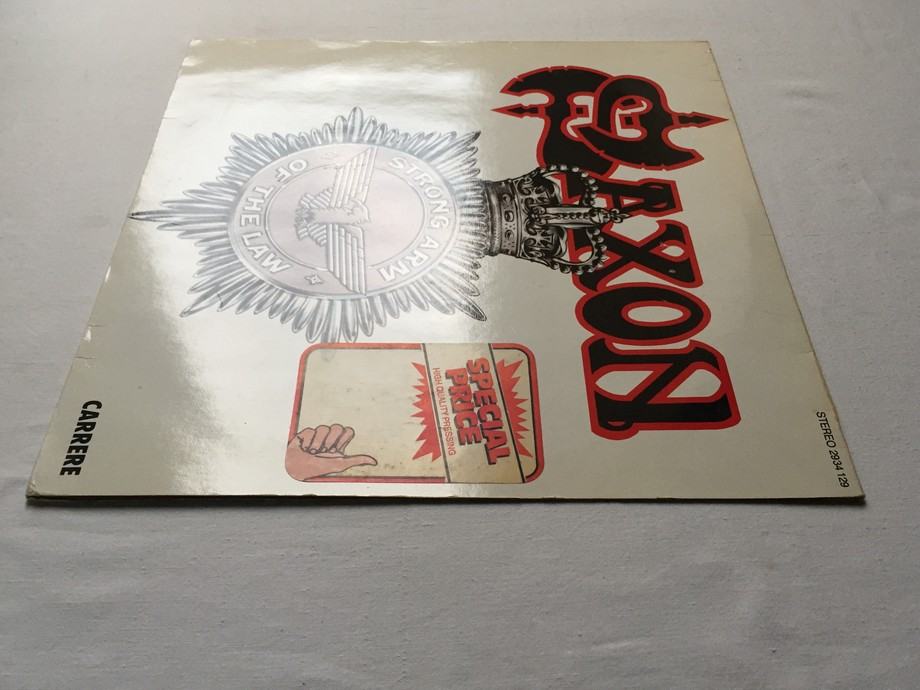 STEREO 2934 129
SAXON
STRONG ARM
OF THE LAW
SPECIAL
PRICE
HIGH QUALITY PRESSING
CARRERE